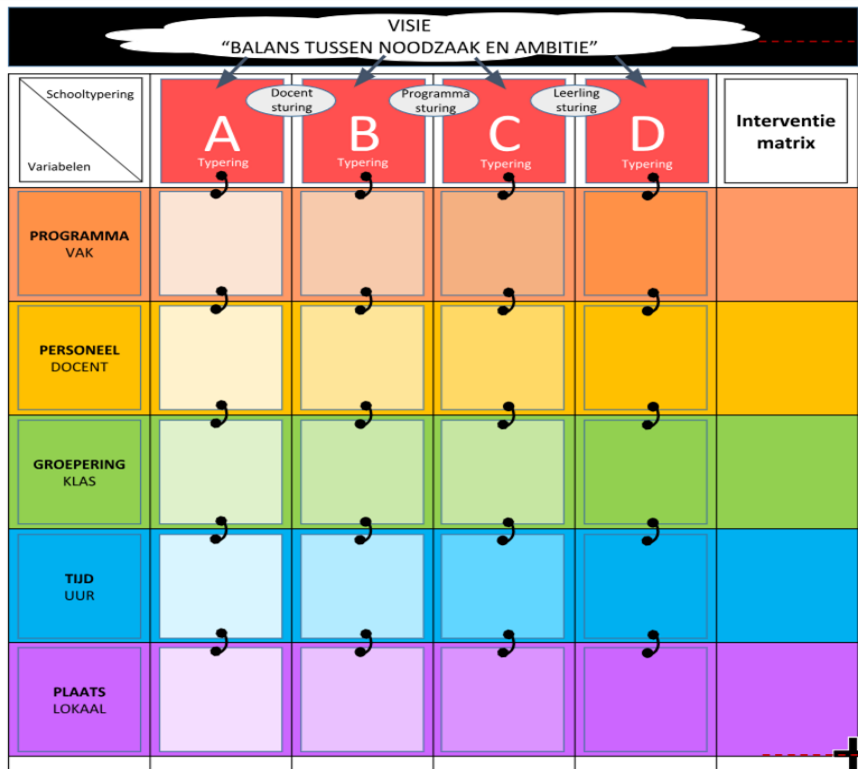 VISIE
“BALANS TUSSEN NOODZAAK EN AMBITIE”
Schooltypering
Variabelen
A
Typering
Docent
sturing
B
Typering
Programma
sturing
C
Typering
Leerling
sturing
D
Typering
Interventie
matrix
PROGRAMMA
VAK
PERSONEEL
DOCENT
GROEPERING
KLAS
TIJD
UUR
PLAATS
LOKAAL